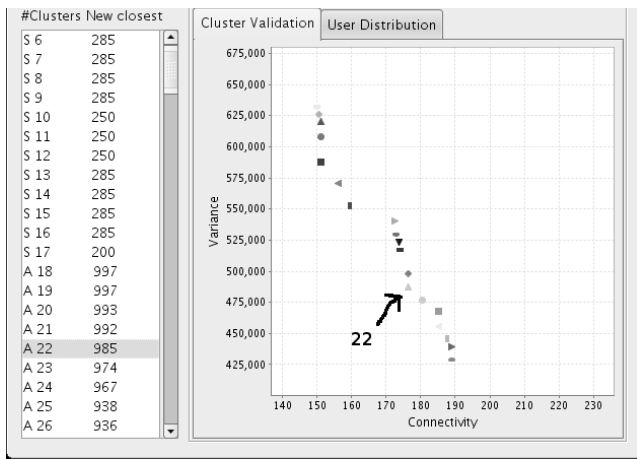 #Clusters New closest
S 6 285
S 7 285
S 8 285
S 9 285
S 10 250
S 11 250
S 12 250
S 13 285
S 14 285
S 15 285
S 16 285
S 17 200
A 18 997
A 19 997
A 20 993
A 21 992
A 22 985
A 23 974
A 24 967
A 25 938
A 26 936
Cluster Validation User Distribution
675,000
650,000
625,000
600,000
575,000
550,000
525,000
500,000
475,000
450,000
425,000
Variance
22
140 150 160 170 180 190 200 210 220 230
Connectivity